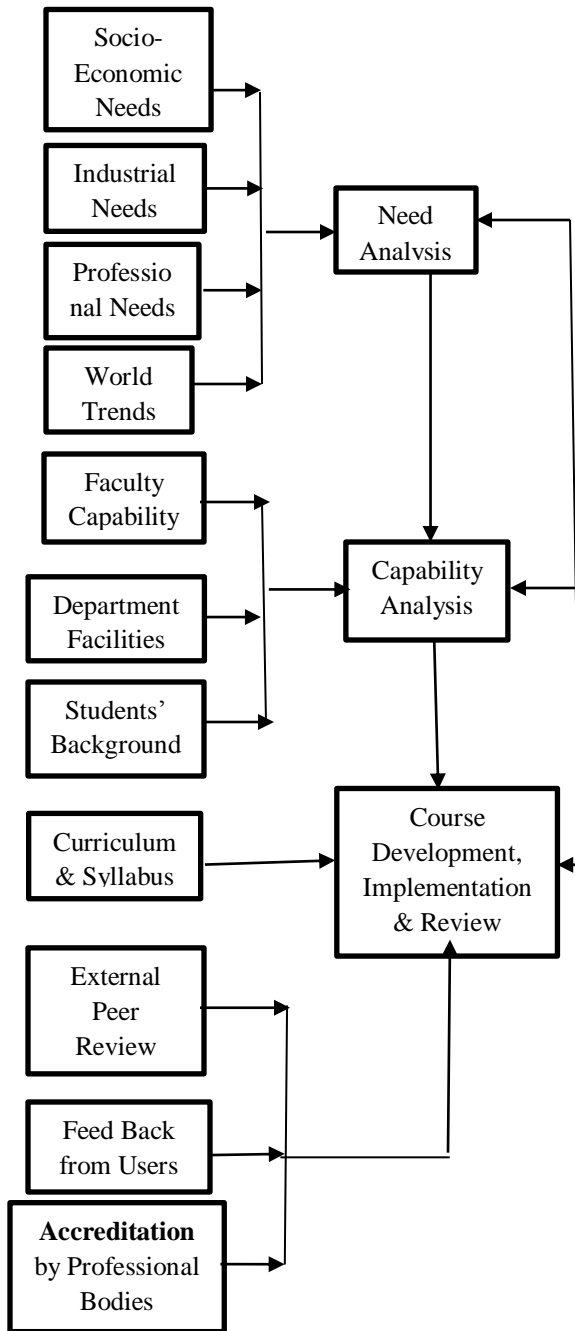 Socio-
Economic
Needs
Industrial
Needs
Need
Analysis
Professio
nal Needs
World
Trends
Faculty
Capability
Capability
Analysis
Department
Facilities
Students’
Background
Course
Development,
Implementation
& Review
Curriculum
& Syllabus
External
Peer
Review
Feed Back
from Users
Accreditation
by Professional
Bodies